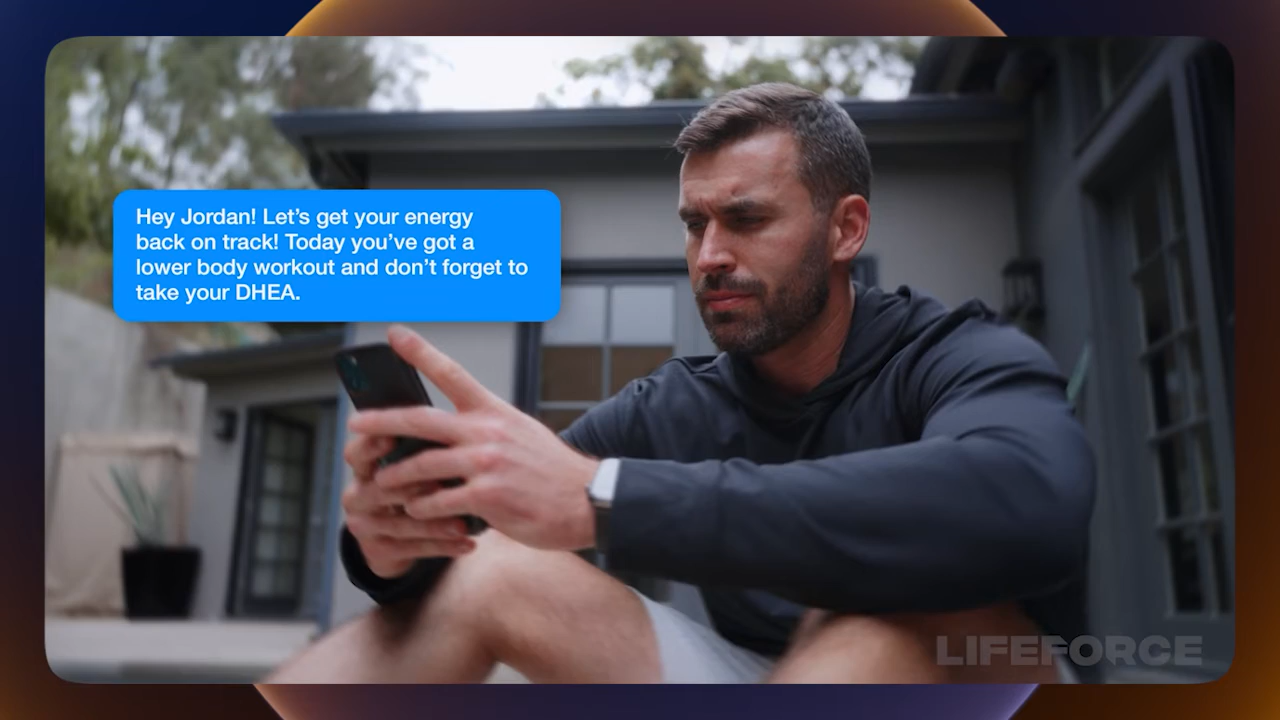 Hey Jordan! Let’s get your energy
back on track! Today you’ve got a
lower body workout and don’t forget to
take your DHEA.
LIFEFORCE